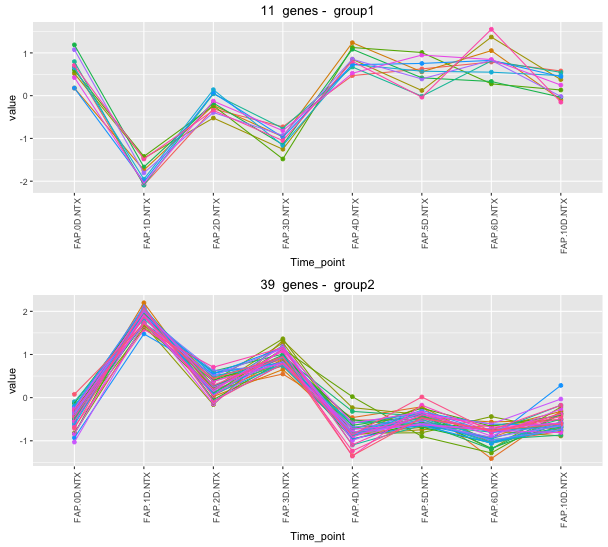 11 genes - group1
value
1
0
-1
-2
FAP.0D.NTX
FAP.1D.NTX
FAP.2D.NTX
FAP.3D.NTX
FAP.4D.NTX
FAP.5D.NTX
FAP.6D.NTX
FAP.10D.NTX
Time_point
39 genes - group2
value
2
1
0
-1
FAP.0D.NTX
FAP.1D.NTX
FAP.2D.NTX
FAP.3D.NTX
FAP.4D.NTX
FAP.5D.NTX
FAP.6D.NTX
FAP.10D.NTX
Time_point